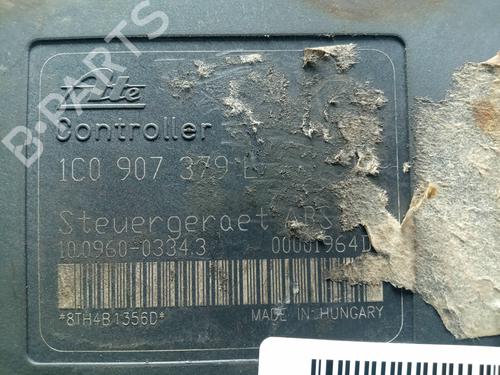 Ate
Controller
1C0 907 379 L
Steuergeraet ABS
10.0960-0334.3 00001964D
*8TH4B1356D* MADE IN HUNGARY
B-PARTS